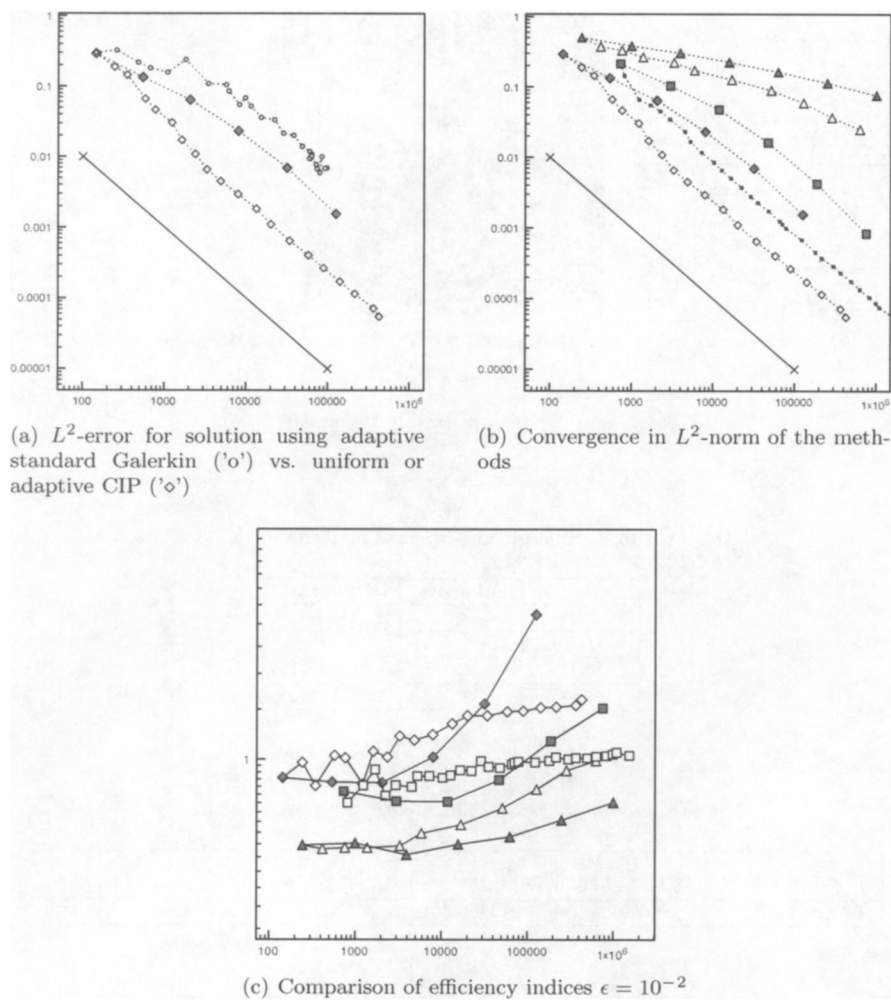 1
0.1
0.01
0.001
0.0001
0.00001
100 1000 10000 100000 1x10⁶
1
0.1
0.01
0.001
0.0001
0.00001
100 1000 10000 100000 1x10⁶
(a) L²-error for solution using adaptive
standard Galerkin ('o') vs. uniform or
adaptive CIP ('⋄')
(b) Convergence in L²-norm of the meth-
ods
1
100 1000 10000 100000 1x10⁶
(c) Comparison of efficiency indices ϵ = 10⁻²